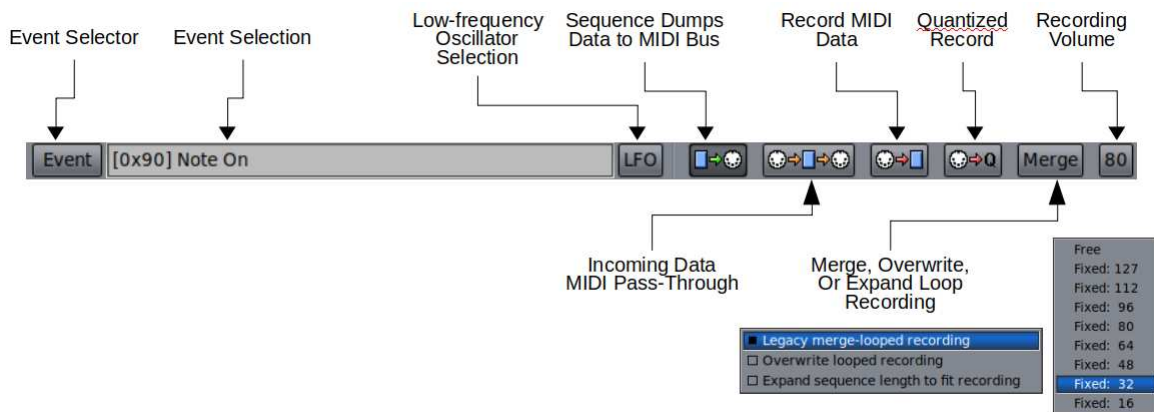 Event Selector
Event Selection
Low-frequency
Oscillator
Selection
Sequence Dumps
Data to MIDI Bus
Record MIDI
Data
Quantized
Record
Recording
Volume
Event
[0x90] Note On
LFO
Q
Merge
80
Incoming Data
MIDI Pass-Through
Merge, Overwrite,
Or Expand Loop
Recording
Legacy merge-looped recording
Overwrite looped recording
Expand sequence length to fit recording
Free
Fixed: 127
Fixed: 112
Fixed: 96
Fixed: 80
Fixed: 64
Fixed: 48
Fixed: 32
Fixed: 16